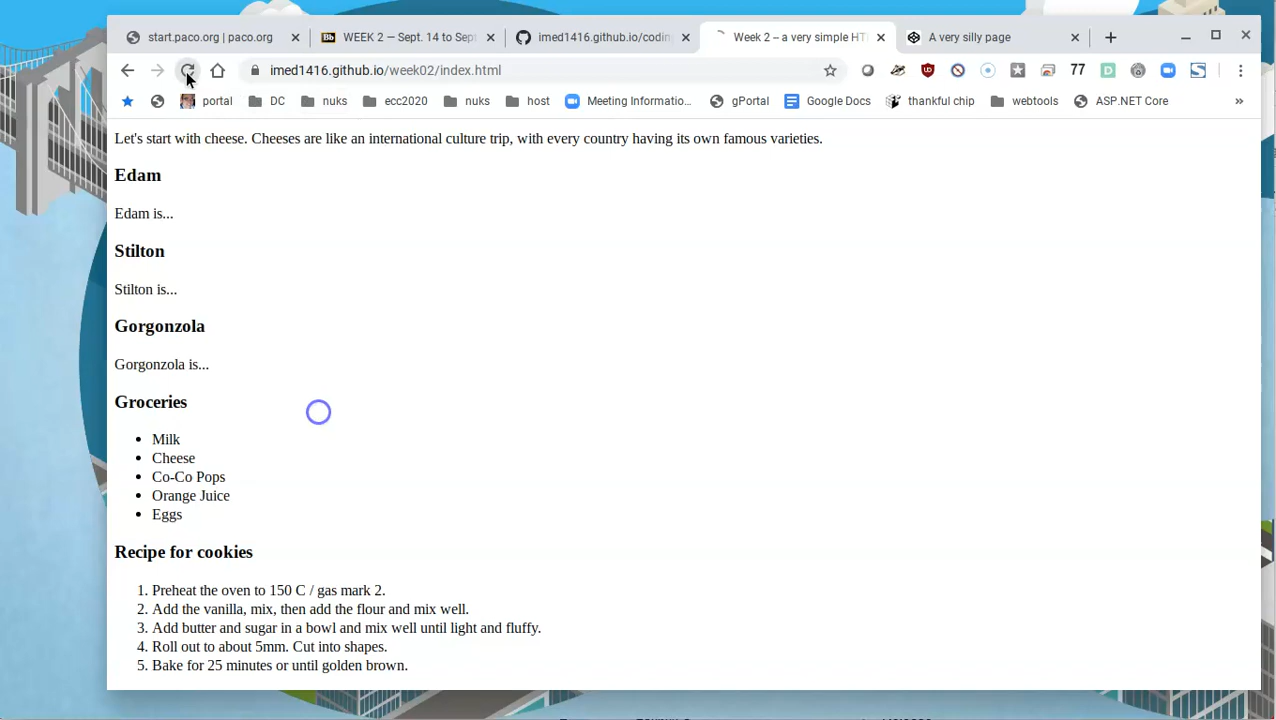 start.paco.org | paco.org
Bb WEEK 2 — Sept. 14 to Sept
imed1416.github.io/coding
Week 2 – a very simple HT
A very silly page
imed1416.github.io/week02/index.html
77
portal
DC
nuks
ecc2020
nuks
host
Meeting Informatio...
gPortal
Google Docs
thankful chip
webtools
ASP.NET Core
»
Let's start with cheese. Cheeses are like an international culture trip, with every country having its own famous varieties.
Edam
Edam is...
Stilton
Stilton is...
Gorgonzola
Gorgonzola is...
Groceries
• Milk
• Cheese
• Co-Co Pops
• Orange Juice
• Eggs
Recipe for cookies
1. Preheat the oven to 150 C / gas mark 2.
2. Add the vanilla, mix, then add the flour and mix well.
3. Add butter and sugar in a bowl and mix well until light and fluffy.
4. Roll out to about 5mm. Cut into shapes.
5. Bake for 25 minutes or until golden brown.